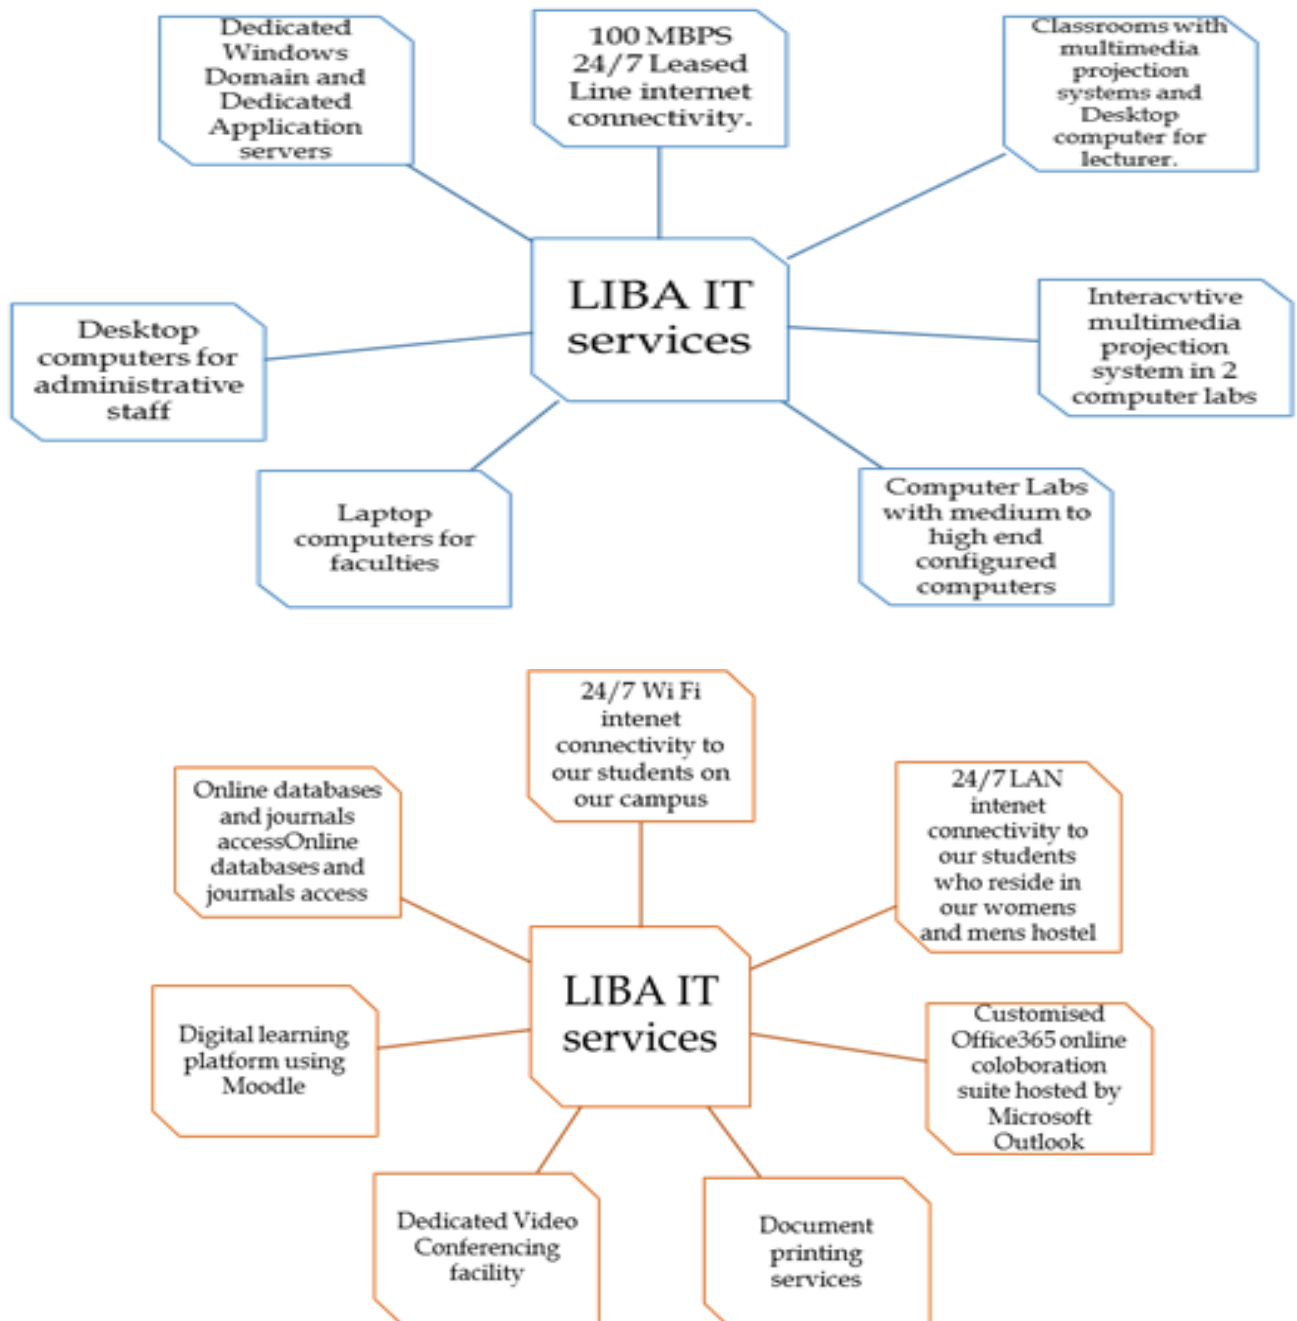 Dedicated
Windows
Domain and
Dedicated
Application
servers
100 MBPS
24/7 Leased
Line internet
connectivity.
Classrooms with
multimedia
projection
systems and
Desktop
computer for
lecturer.
LIBA IT
services
Desktop
computers for
administrative
staff
Interacvtive
multimedia
projection
system in 2
computer labs
Laptop
computers for
faculties
Computer Labs
with medium to
high end
configured
computers
24/7 Wi Fi
intenet
connectivity to
our students on
our campus
Online databases
and journals
accessOnline
databases and
journals access
24/7 LAN
intenet
connectivity to
our students
who reside in
our womens
and mens hostel
LIBA IT
services
Digital learning
platform using
Moodle
Customised
Office365 online
coloboration
suite hosted by
Microsoft
Outlook
Dedicated Video
Conferencing
facility
Document
printing
services